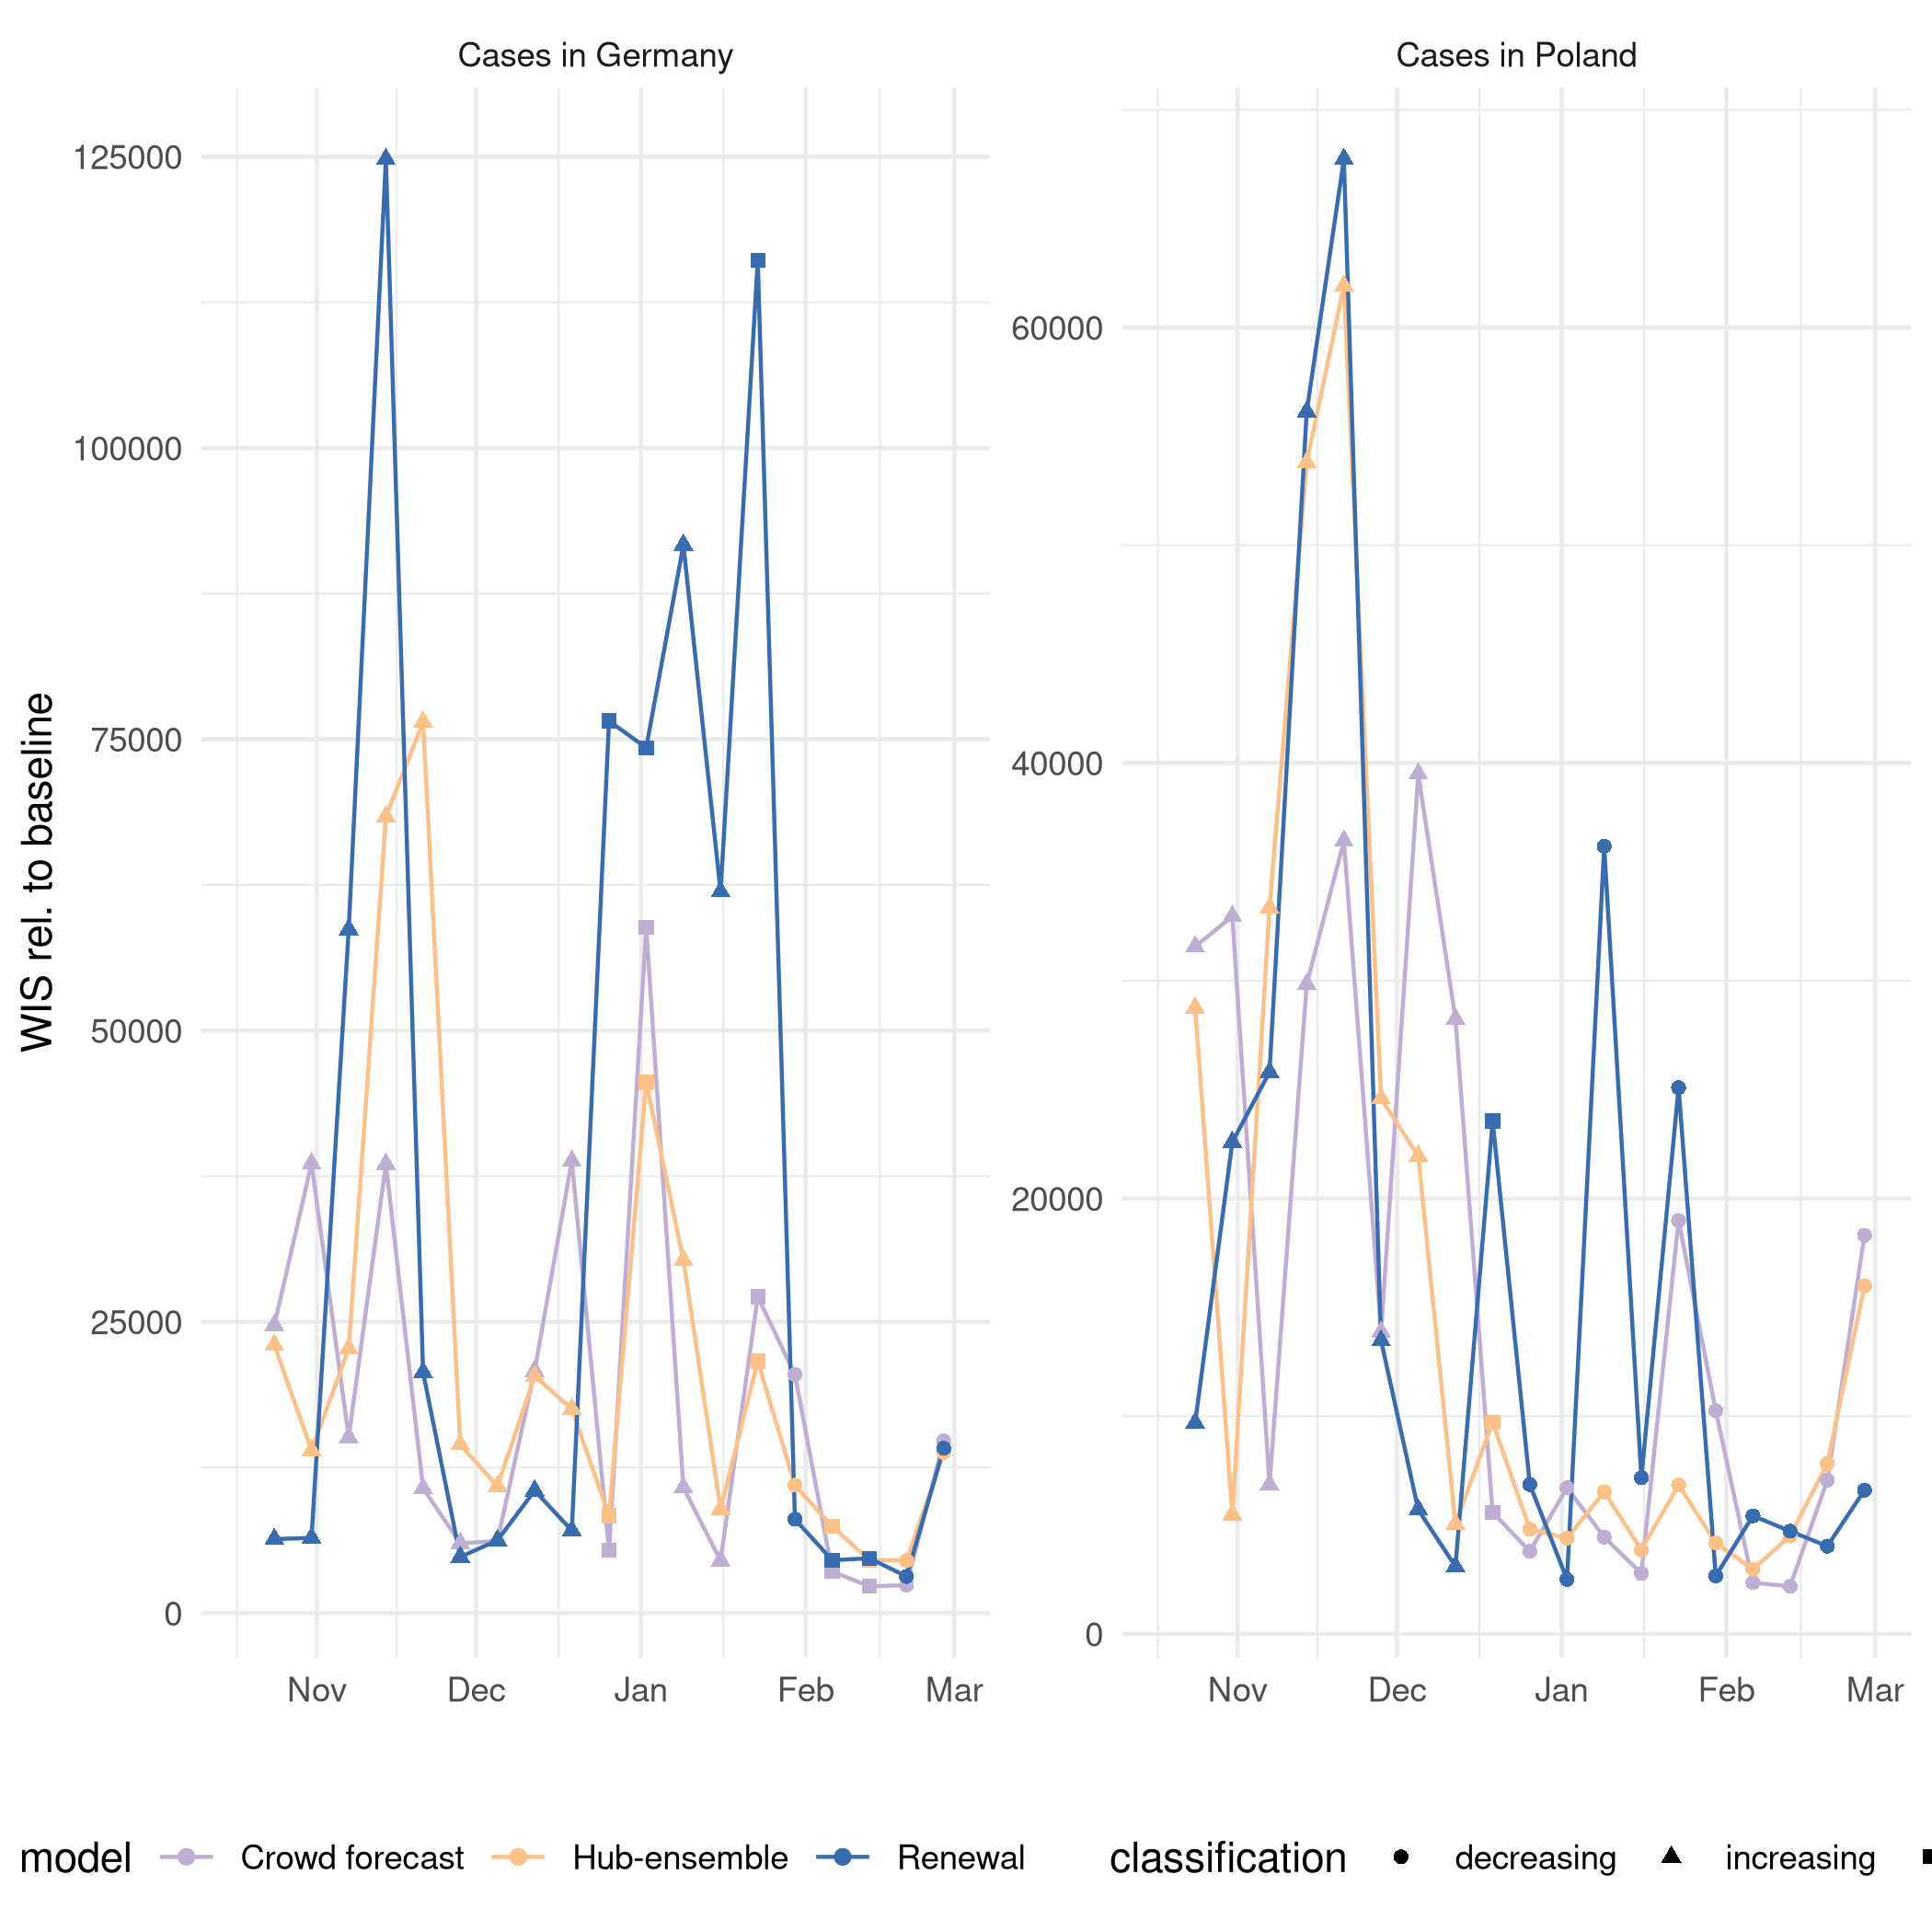 Cases in Germany
Cases in Poland
WIS rel. to baseline
125000
100000
75000
50000
25000
0
60000
40000
20000
0
Nov Dec Jan Feb Mar
Nov Dec Jan Feb Mar
model Crowd forecast Hub-ensemble Renewal classification decreasing increasing